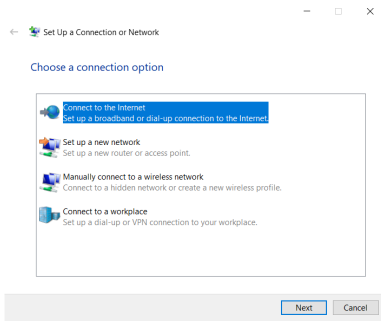 Set Up a Connection or Network
Choose a connection option
Connect to the Internet
Set up a broadband or dial-up connection to the Internet.
Set up a new network
Set up a new router or access point.
Manually connect to a wireless network
Connect to a hidden network or create a new wireless profile.
Connect to a workplace
Set up a dial-up or VPN connection to your workplace.
Next
Cancel